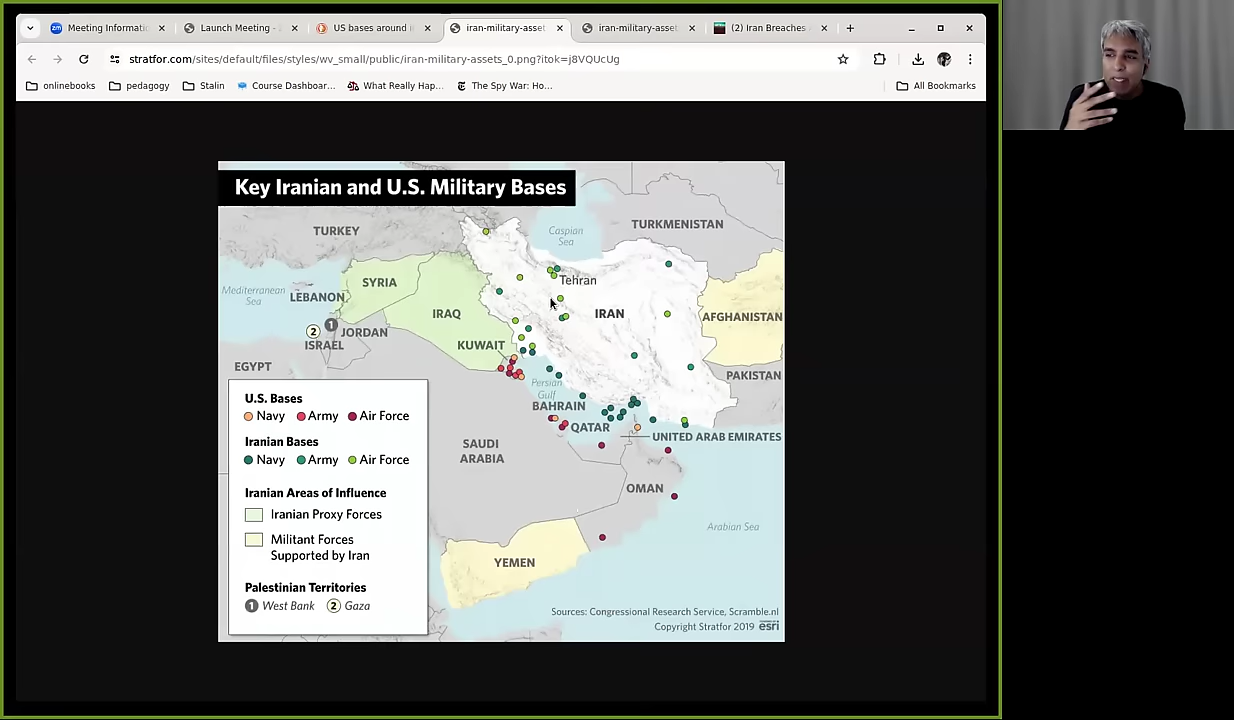 Meeting Informati
Launch Meeting -
US bases around i
iran-military-asset
iran-military-asset
(2) Iran Breaches
stratfor.com/sites/default/files/styles/wv_small/public/iran-military-assets_0.png?itok=j8VQUcUg
onlinebooks
pedagogy
Stalin
Course Dashboar...
What Really Hap...
The Spy War: Ho...
All Bookmarks
Key Iranian and U.S. Military Bases
TURKEY
Caspian
Sea
TURKMENISTAN
Mediterranean
Sea
LEBANON
SYRIA
Tehran
IRAQ
IRAN
AFGHANISTAN
2
1
JORDAN
ISRAEL
KUWAIT
EGYPT
PAKISTAN
Persian
Gulf
BAHRAIN
QATAR
UNITED ARAB EMIRATES
SAUDI
ARABIA
OMAN
Arabian Sea
YEMEN
U.S. Bases
Navy Army Air Force
Iranian Bases
Navy Army Air Force
Iranian Areas of Influence
Iranian Proxy Forces
Militant Forces
Supported by Iran
Palestinian Territories
1 West Bank 2 Gaza
Sources: Congressional Research Service, Scramble.nl
Copyright Stratfor 2019 esri